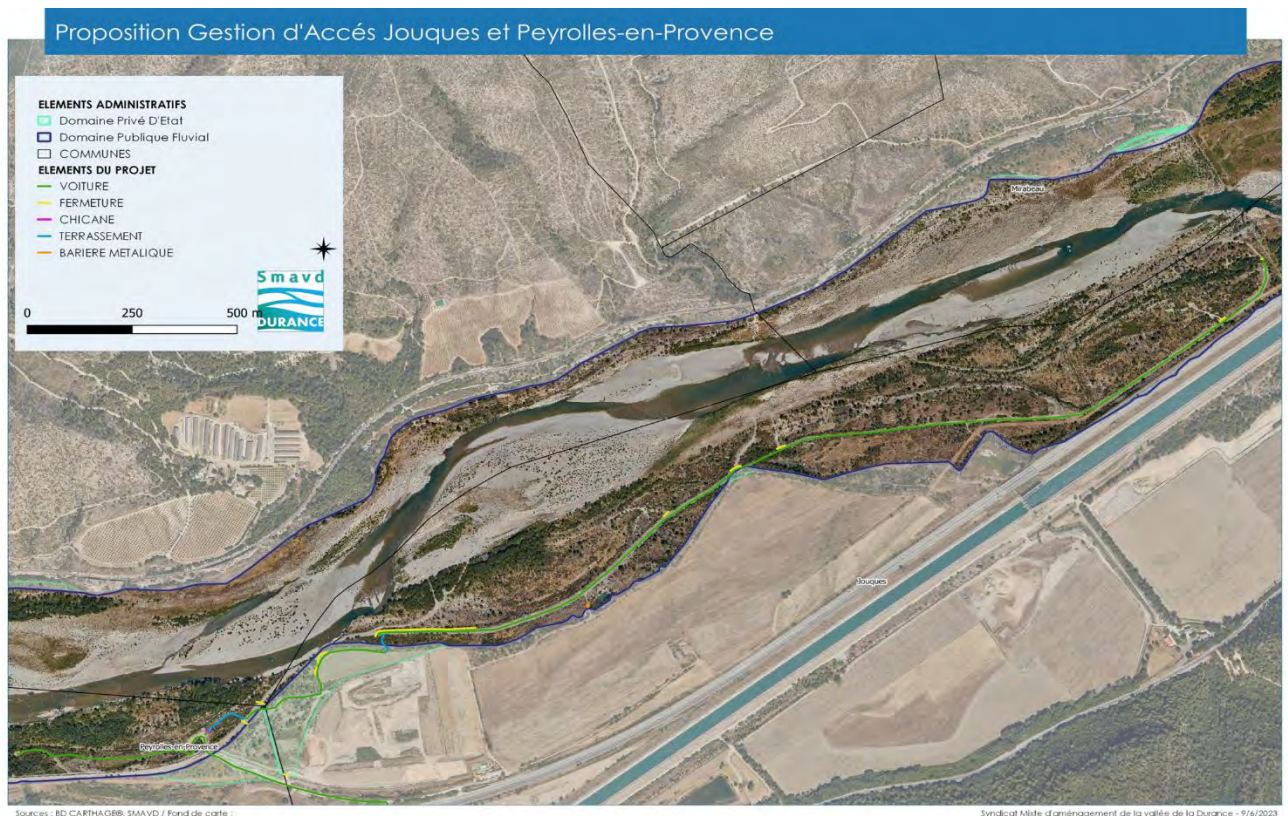 Proposition Gestion d'Accés Jouques et Peyrolles-en-Provence
ELEMENTS ADMINISTRATIFS
Domaine Privé D'Etat
Domaine Publique Fluvial
COMMUNES
ELEMENTS DU PROJET
VOITURE
FERMETURE
CHICANE
TERRASSEMENT
BARIERE METALIQUE
Smavd
DURANCE
0 250 500 m
Mirabeau
Jouques
Peyrolles-en-Provence
Sources : BD CARTHAGE®, SMAVD / Fond de carte :
Syndicat Mixte d'aménagement de la vallée de la Durance - 9/6/2023